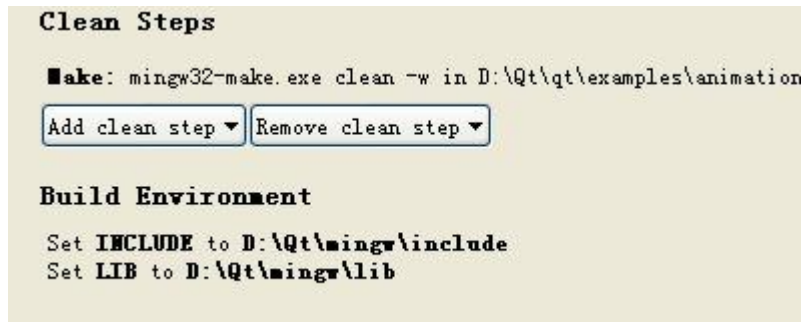 Clean Steps
Make: mingw32-make.exe clean -w in D:\Qt\qt\examples\animation
Add clean step Remove clean step
Build Environment
Set INCLUDE to D:\Qt\mingw\include
Set LIB to D:\Qt\mingw\lib